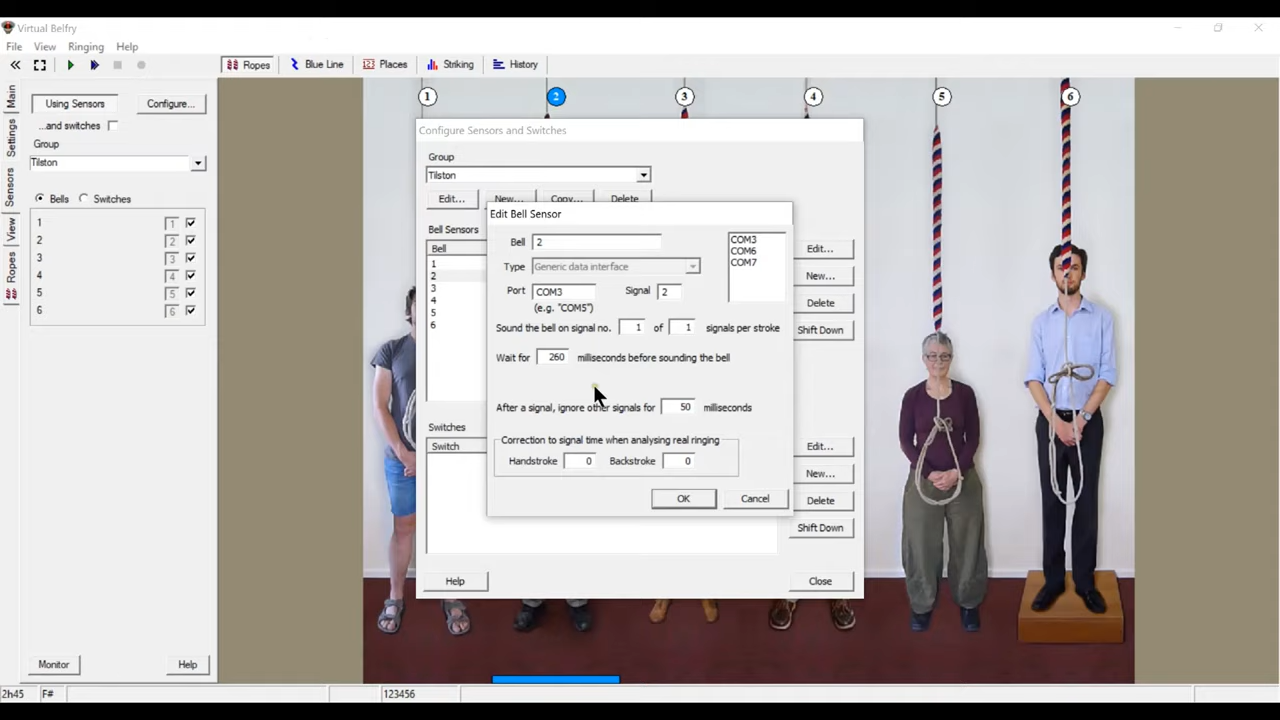 Virtual Belfry
File View Ringing Help
Ropes Blue Line Places Striking History
Main
Settings
Sensors
View
Ropes
Using Sensors Configure...
...and switches
Group
Tilston
Bells Switches
1 1
2 2
3 3
4 4
5 5
6 6
Monitor Help
1 2 3 4 5 6
Configure Sensors and Switches
Group
Tilston
Edit... New... Copy... Delete
Bell Sensors
Bell
1
2
3
4
5
6
Edit...
New...
Delete
Shift Down
Switches
Switch
Edit...
New...
Delete
Shift Down
Help Close
Edit Bell Sensor
Bell 2
Type Generic data interface
Port COM3 Signal 2
(e.g. "COM5")
COM3
COM6
COM7
Sound the bell on signal no. 1 of 1 signals per stroke
Wait for 260 milliseconds before sounding the bell
After a signal, ignore other signals for 50 milliseconds
Correction to signal time when analysing real ringing
Handstroke 0 Backstroke 0
OK Cancel
2h45 F# 123456